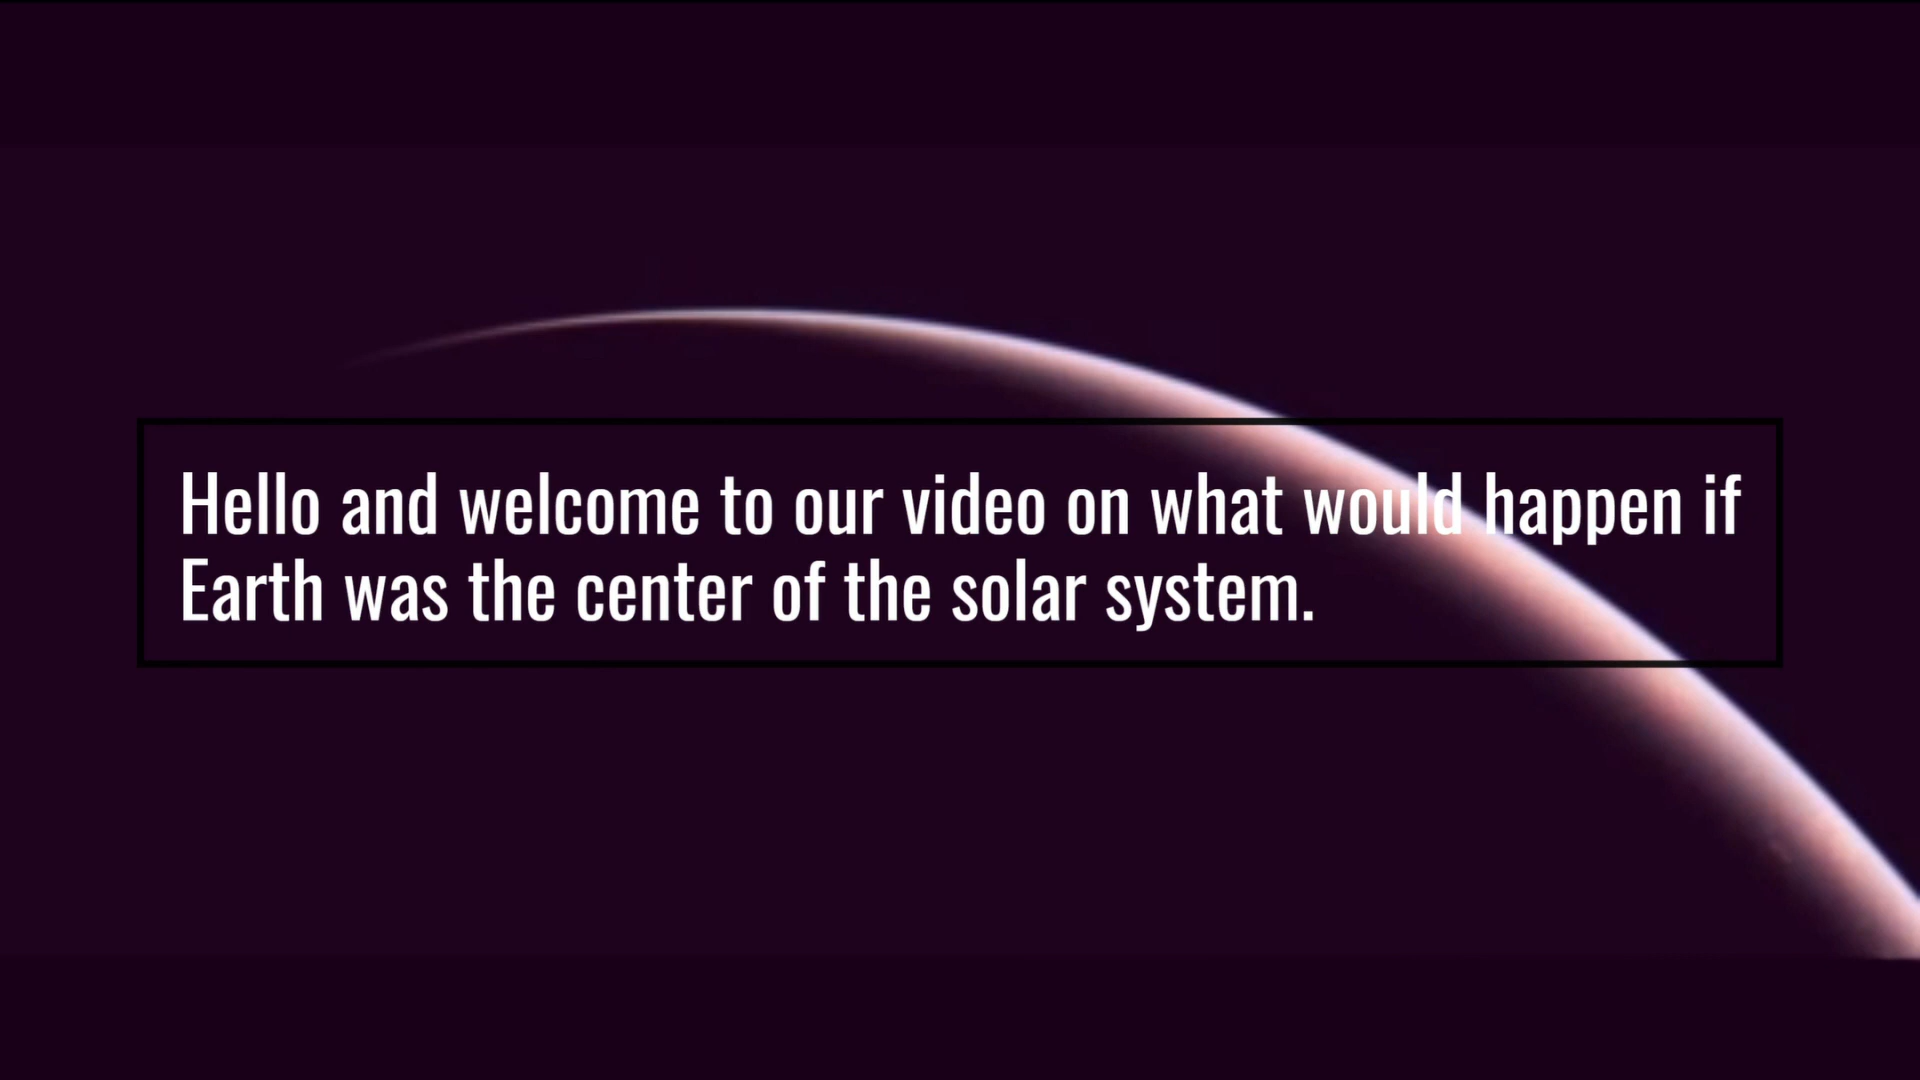 Hello and welcome to our video on what would happen if
Earth was the center of the solar system.